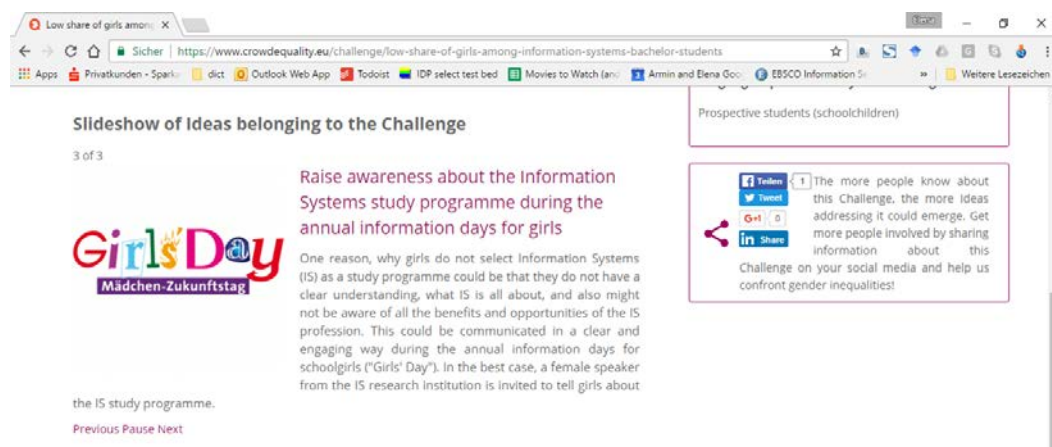 Low share of girls among
Elena
Sicher | https://www.crowdequality.eu/challenge/low-share-of-girls-among-information-systems-bachelor-students
Apps Privatkunden - Spark dict Outlook Web App Todoist IDP select test bed Movies to Watch (and Armin and Elena Goo EBSCO Information Se » Weitere Lesezeichen
Slideshow of Ideas belonging to the Challenge
3 of 3
Girls'Day
Mädchen-Zukunftstag
Raise awareness about the Information
Systems study programme during the
annual information days for girls
One reason, why girls do not select Information Systems
(IS) as a study programme could be that they do not have a
clear understanding, what IS is all about, and also might
not be aware of all the benefits and opportunities of the IS
profession. This could be communicated in a clear and
engaging way during the annual information days for
schoolgirls ("Girls' Day"). In the best case, a female speaker
from the IS research institution is invited to tell girls about
the IS study programme.
Previous Pause Next
Prospective students (schoolchildren)
Teilen 1
Tweet
G+1 0
in Share
The more people know about
this Challenge, the more Ideas
addressing it could emerge. Get
more people involved by sharing
information about this
Challenge on your social media and help us
confront gender inequalities!